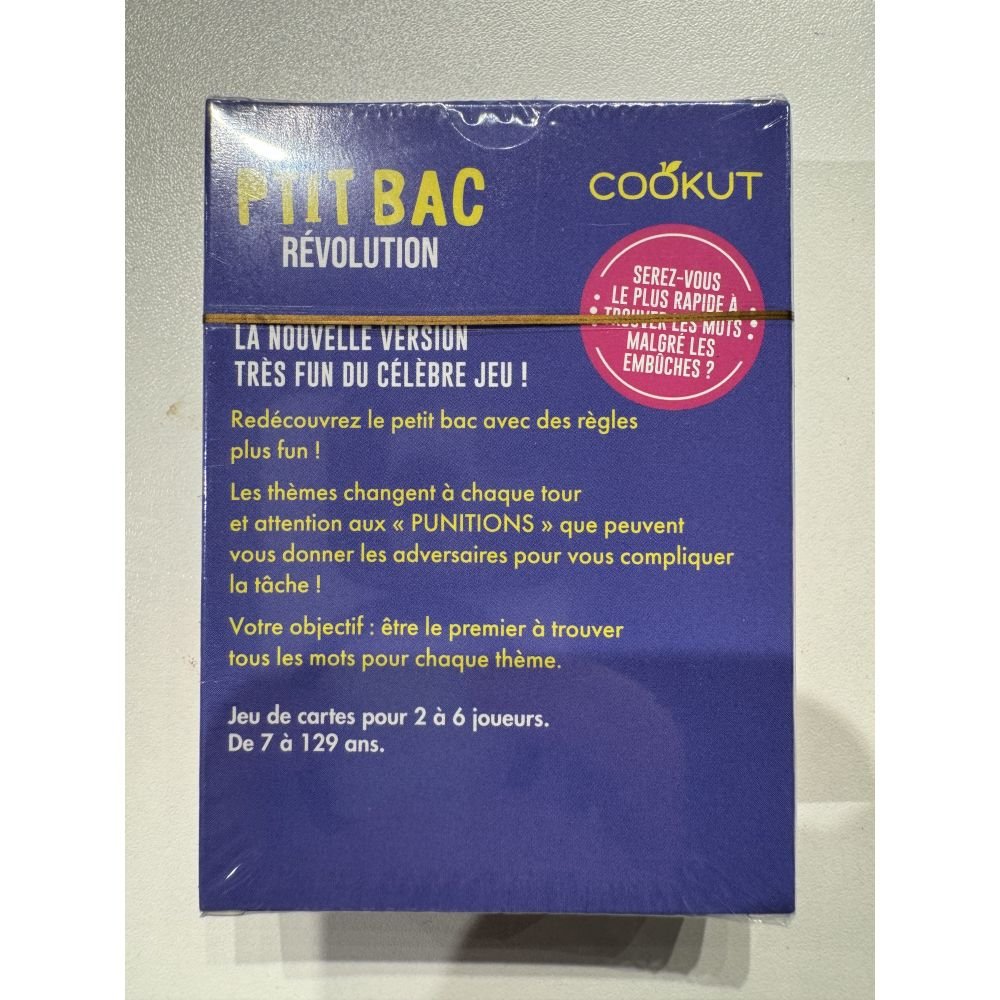 P'TIT BAC
RÉVOLUTION
COOKUT
SEREZ-VOUS
LE PLUS RAPIDE À
TROUVER LES MOTS
MALGRÉ LES
EMBÛCHES ?
LA NOUVELLE VERSION
TRÈS FUN DU CÉLÈBRE JEU !
Redécouvrez le petit bac avec des règles
plus fun !
Les thèmes changent à chaque tour
et attention aux « PUNITIONS » que peuvent
vous donner les adversaires pour vous compliquer
la tâche !
Votre objectif : être le premier à trouver
tous les mots pour chaque thème.
Jeu de cartes pour 2 à 6 joueurs.
De 7 à 129 ans.